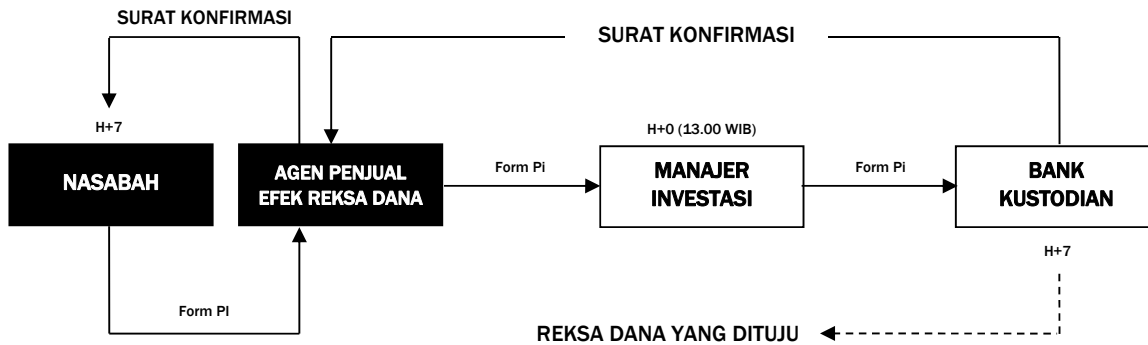 SURAT KONFIRMASI
SURAT KONFIRMASI
H+7
H+0 (13.00 WIB)
NASABAH
AGEN PENJUAL
EFEK REKSA DANA
Form Pi
MANAJER
INVESTASI
Form Pi
BANK
KUSTODIAN
H+7
Form PI
REKSA DANA YANG DITUJU